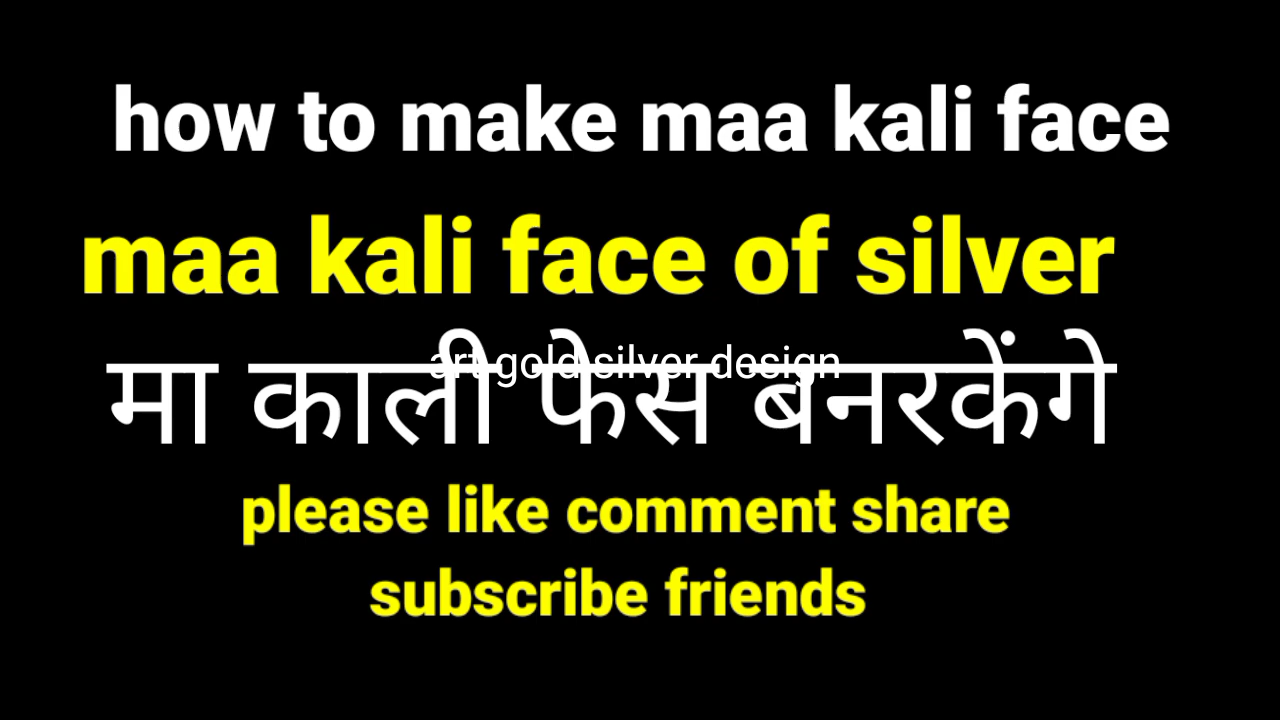 how to make maa kali face
maa kali face of silver
art gold silver design
मा काली फेस बनरकेंगे
please like comment share
subscribe friends